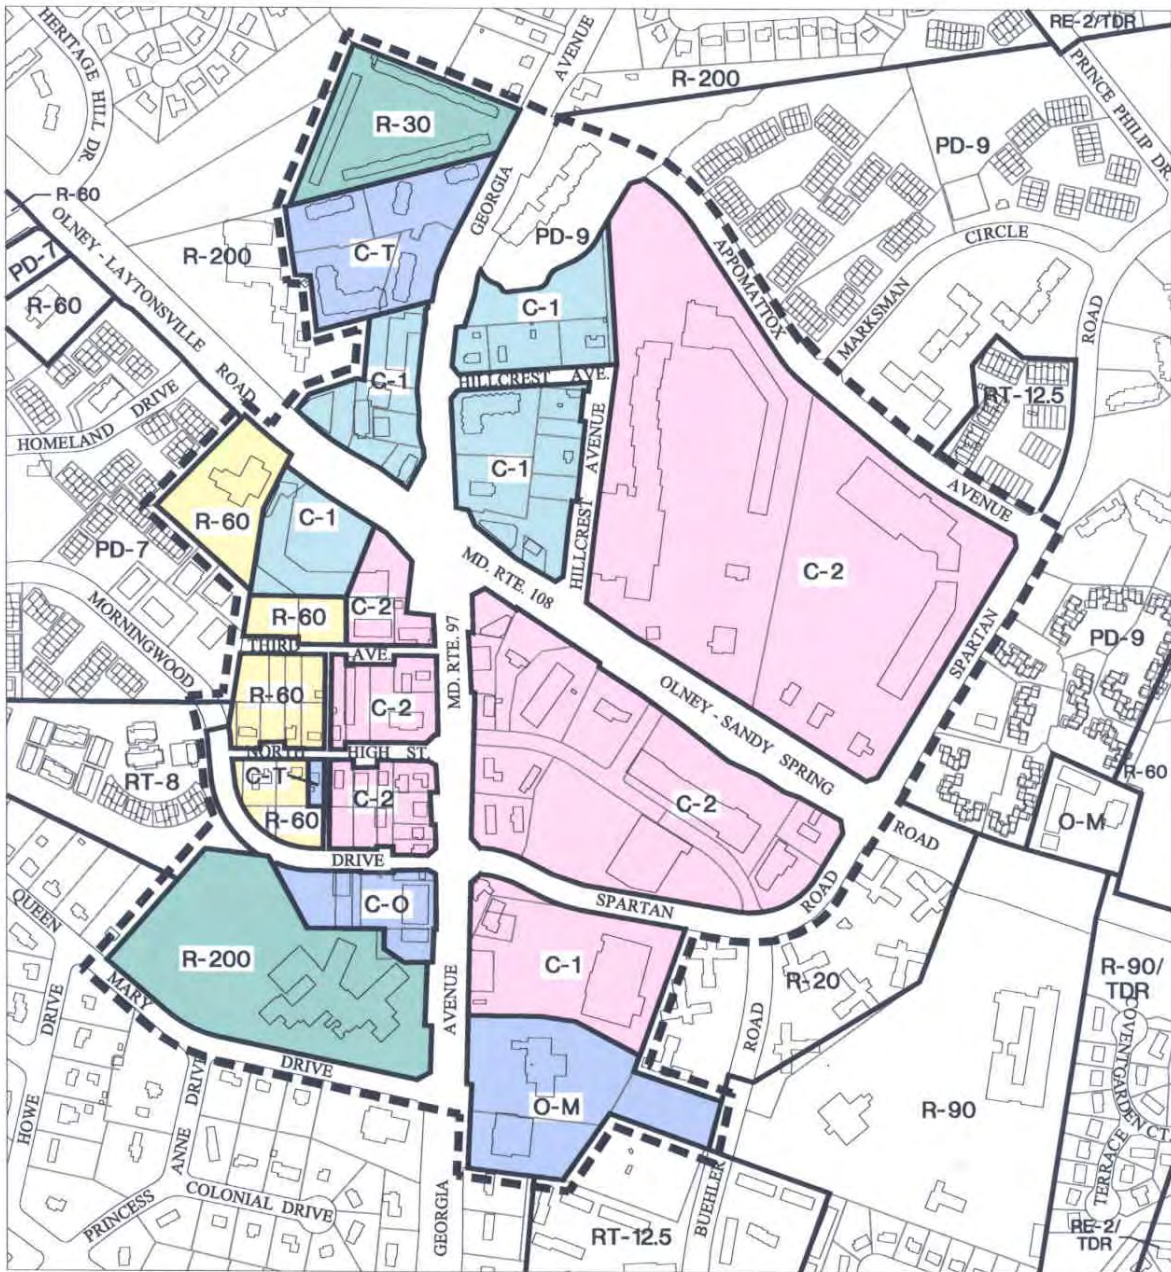 HERITAGE HILL DR.
AVENUE
RE-2/TDR
R-200
PRINCE PHILIP DR.
R-30
PD-9
R-60
OLNEY - LAYTONSVILLE ROAD
GEORGIA
PD-9
R-200
C-T
APPOMATTOX
CIRCLE
MARKSMAN
PD-7
R-60
C-1
ROAD
C-1
HILLCREST AVE.
RT-12.5
HOMELAND DRIVE
C-1
HILLCREST AVENUE
AVENUE
R-60
C-1
PD-7
MD. RTE. 108
C-2
MORNINGWOOD
R-60
C-2
MD. RTE. 97
SPARTAN
PD-9
THIRD AVE.
R-60
C-2
OLNEY - SANDY SPRING
ROAD
NORTH HIGH ST.
RT-8
C-T
C-2
C-2
R-60
R-60
O-M
DRIVE
ROAD
QUEEN
C-O
SPARTAN
ROAD
R-200
C-1
R-20
R-90/
TDR
MARY
DRIVE
AVENUE
ROAD
COVENTGARDEN CT.
DRIVE
HOWE
ANNE DRIVE
O-M
R-90
TERRACE
PRINCESS
COLONIAL DRIVE
GEORGIA
BUEHLER
RT-12.5
RE-2/
TDR